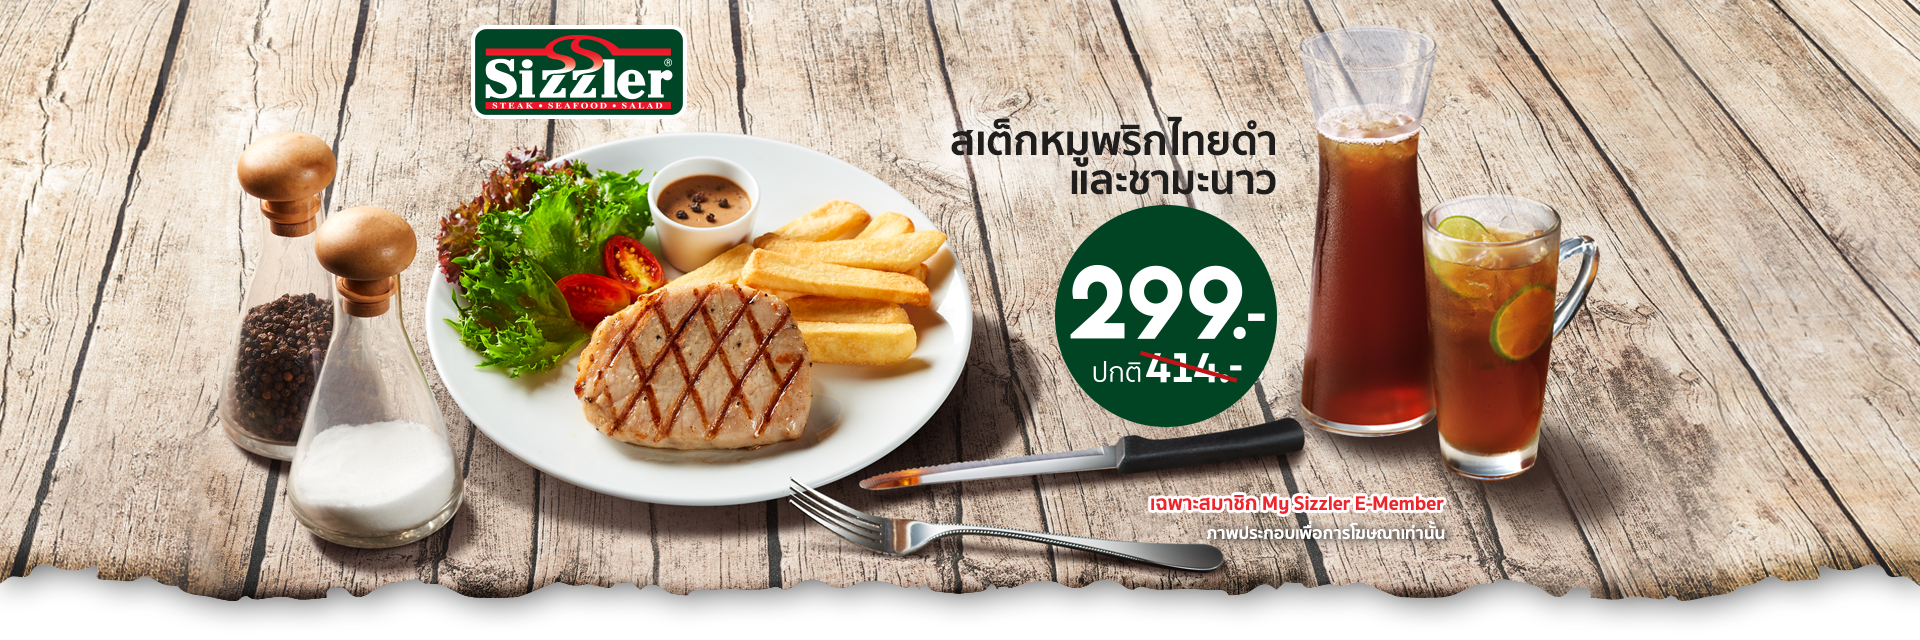 Sizzler®
STEAK • SEAFOOD • SALAD
สเต็กหมูพริกไทยดำ
และชามะนาว
299.-
ปกติ 414.-
เฉพาะสมาชิก My Sizzler E-Member
ภาพประกอบเพื่อการโฆษณาเท่านั้น